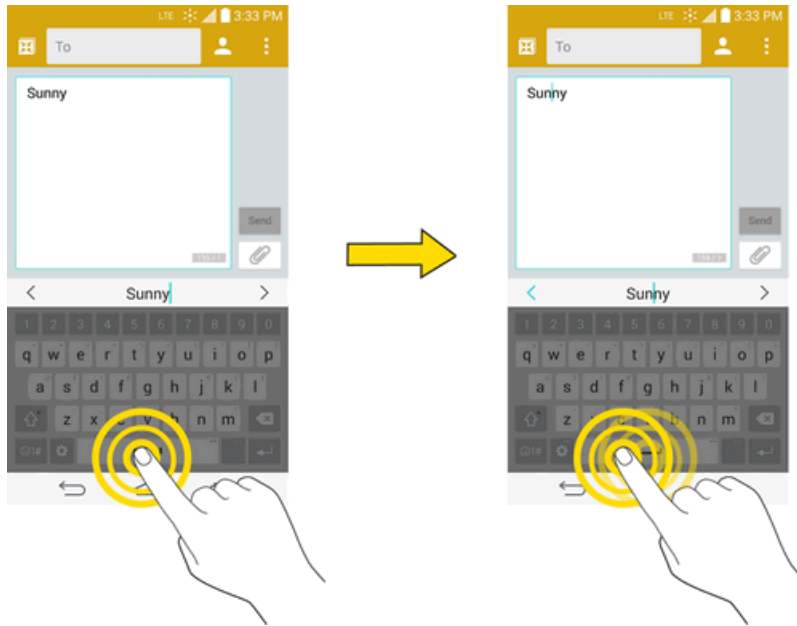 LTE 3:33 PM
To
Sunny
Send
Sunny
1 2 3 4 5 6 7 8 9 0
q w e r t y u i o p
a s d f g h j k l
z x c v b n m
LTE 3:33 PM
To
Sunny
Send
Sunny
1 2 3 4 5 6 7 8 9 0
q w e r t y u i o p
a s d f g h j k l
z c b n m